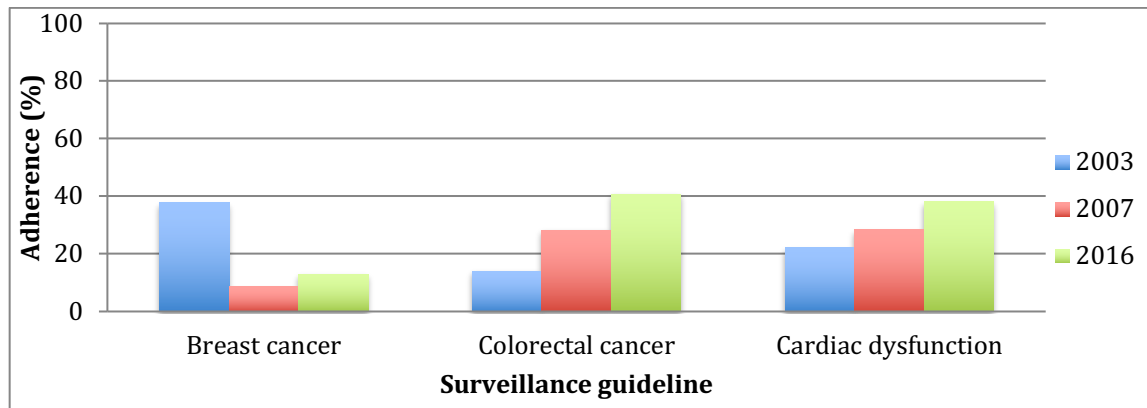 Adherence (%)
100
80
60
40
20
0
Breast cancer
Colorectal cancer
Cardiac dysfunction
Surveillance guideline
2003
2007
2016